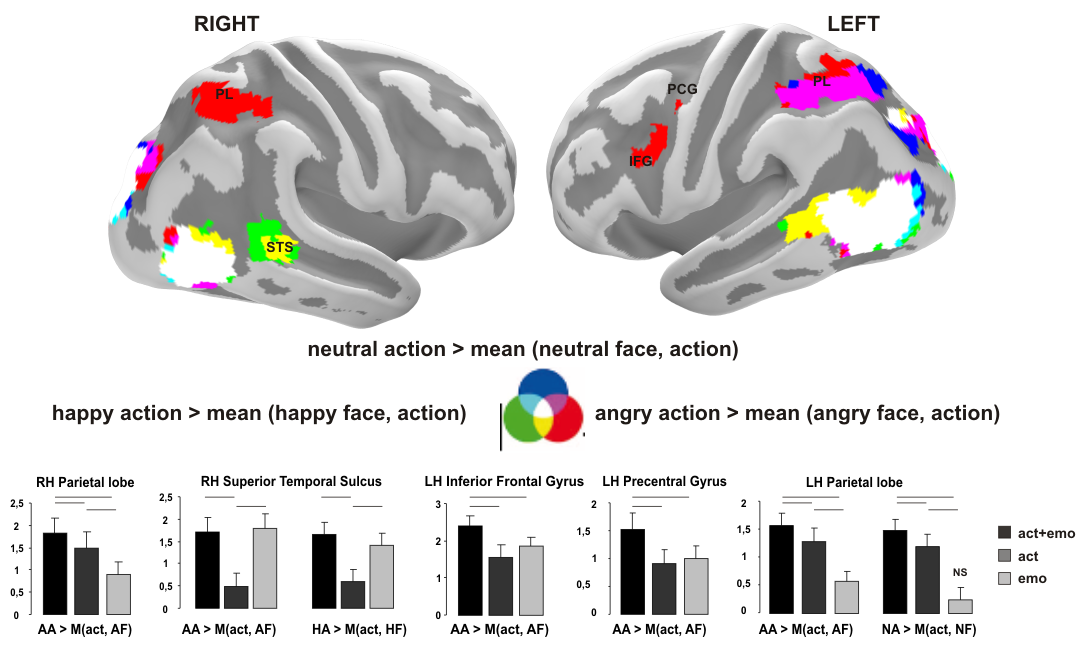 RIGHT
LEFT
PL
STS
PCG
IFG
PL
neutral action > mean (neutral face, action)
happy action > mean (happy face, action)
angry action > mean (angry face, action)
RH Parietal lobe
2,5
2
1,5
1
0,5
0
AA > M(act, AF)
RH Superior Temporal Sulcus
2,5
2
1,5
1
0,5
0
AA > M(act, AF)
HA > M(act, HF)
LH Inferior Frontal Gyrus
3
2
1
0
AA > M(act, AF)
LH Precentral Gyrus
2
1,5
1
0,5
0
AA > M(act, AF)
LH Parietal lobe
2
1,5
1
0,5
0
NS
AA > M(act, AF)
NA > M(act, NF)
act+emo
act
emo